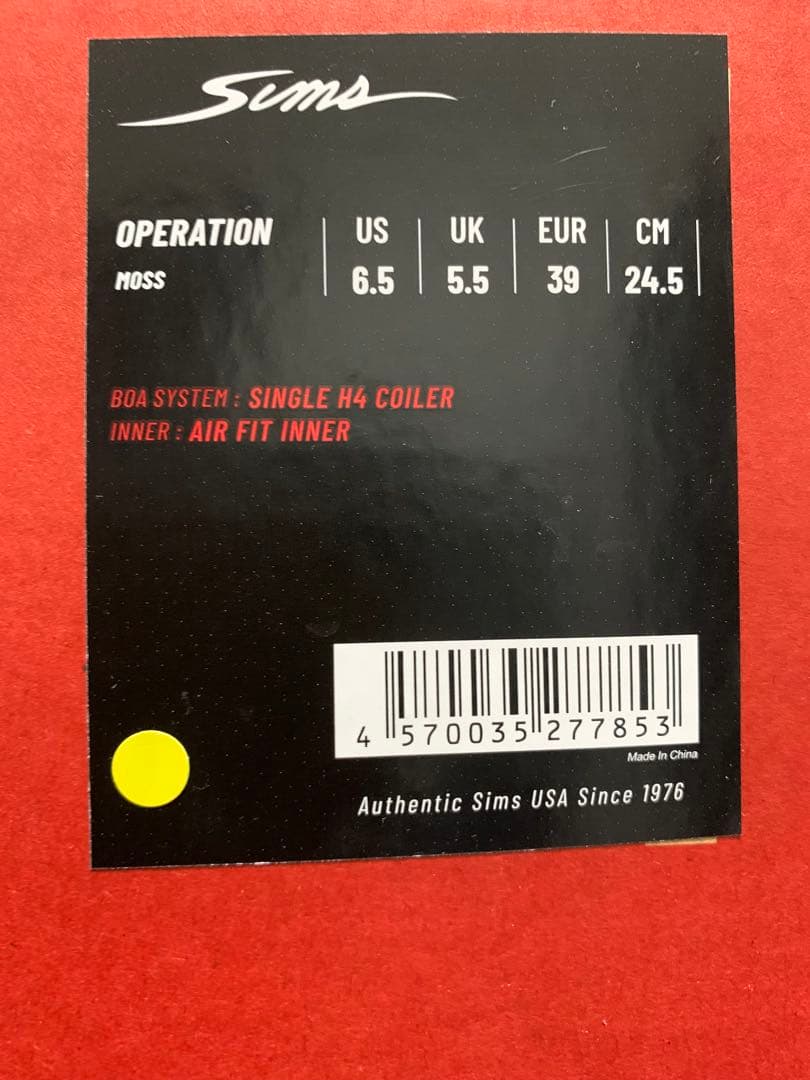 Sims
OPERATION US UK EUR CM
MOSS 6.5 5.5 39 24.5
BOA SYSTEM : SINGLE H4 COILER
INNER : AIR FIT INNER
4 570035 277853
Made In China
Authentic Sims USA Since 1976